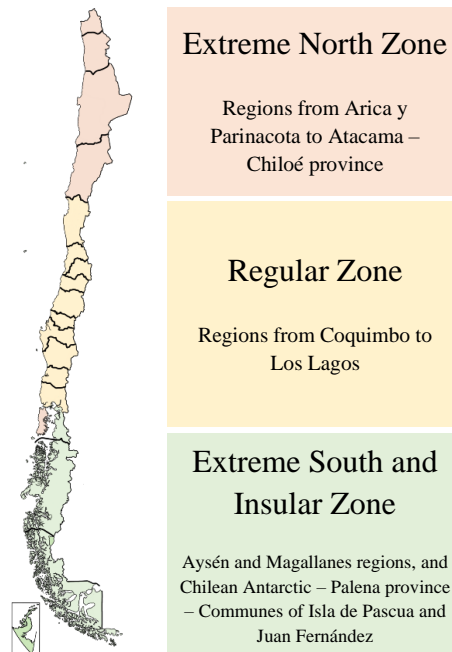 Extreme North Zone
Regions from Arica y
Parinacota to Atacama –
Chiloé province
Regular Zone
Regions from Coquimbo to
Los Lagos
Extreme South and
Insular Zone
Aysén and Magallanes regions, and
Chilean Antarctic – Palena province
– Communes of Isla de Pascua and
Juan Fernández